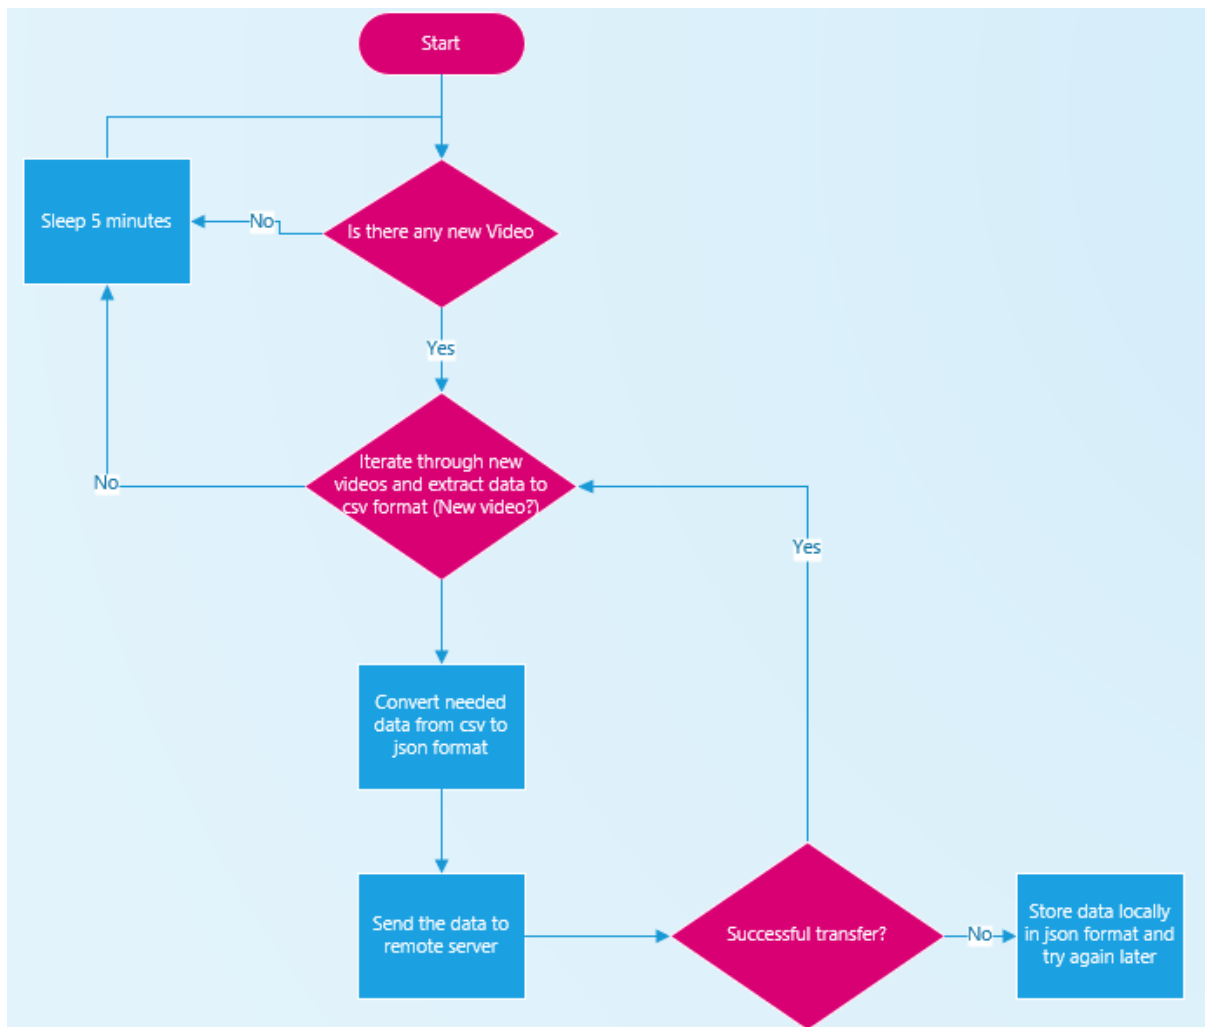 Start
Sleep 5 minutes
No
Is there any new Video
Yes
Iterate through new
videos and extract data to
csv format (New video?)
No
Yes
Convert needed
data from csv to
json format
Send the data to
remote server
Successful transfer?
No
Store data locally
in json format and
try again later